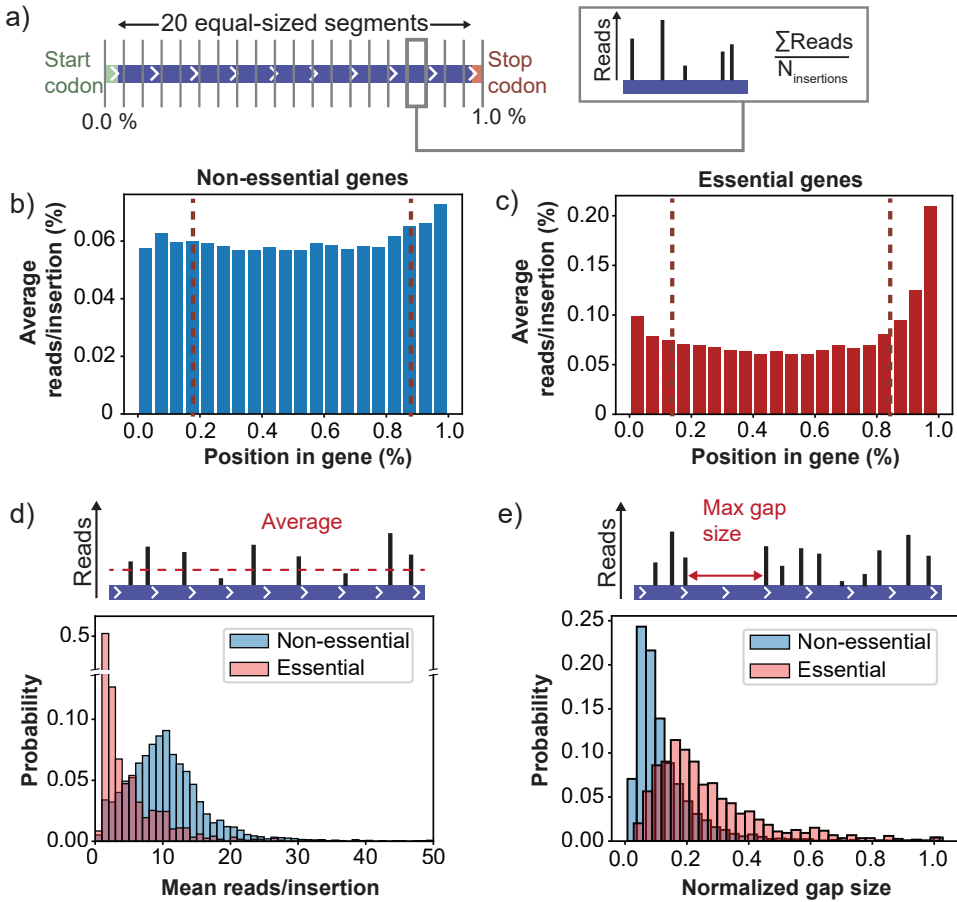 a)
20 equal-sized segments
Start
codon
Stop
codon
0.0 %
1.0 %
Reads
∑Reads
N insertions
b)
Non-essential genes
Average
reads/insertion (%)
0.06
0.04
0.02
0
0.0 0.2 0.4 0.6 0.8 1.0
Position in gene (%)
c)
Essential genes
Average
reads/insertion (%)
0.20
0.15
0.10
0.05
0
0.0 0.2 0.4 0.6 0.8 1.0
Position in gene (%)
d)
Reads
Average
Probability
0.5
0.10
0.05
0.00
Non-essential
Essential
0 10 20 30 40 50
Mean reads/insertion
e)
Reads
Max gap
size
Probability
0.25
0.20
0.15
0.10
0.05
0.00
Non-essential
Essential
0.0 0.2 0.4 0.6 0.8 1.0
Normalized gap size